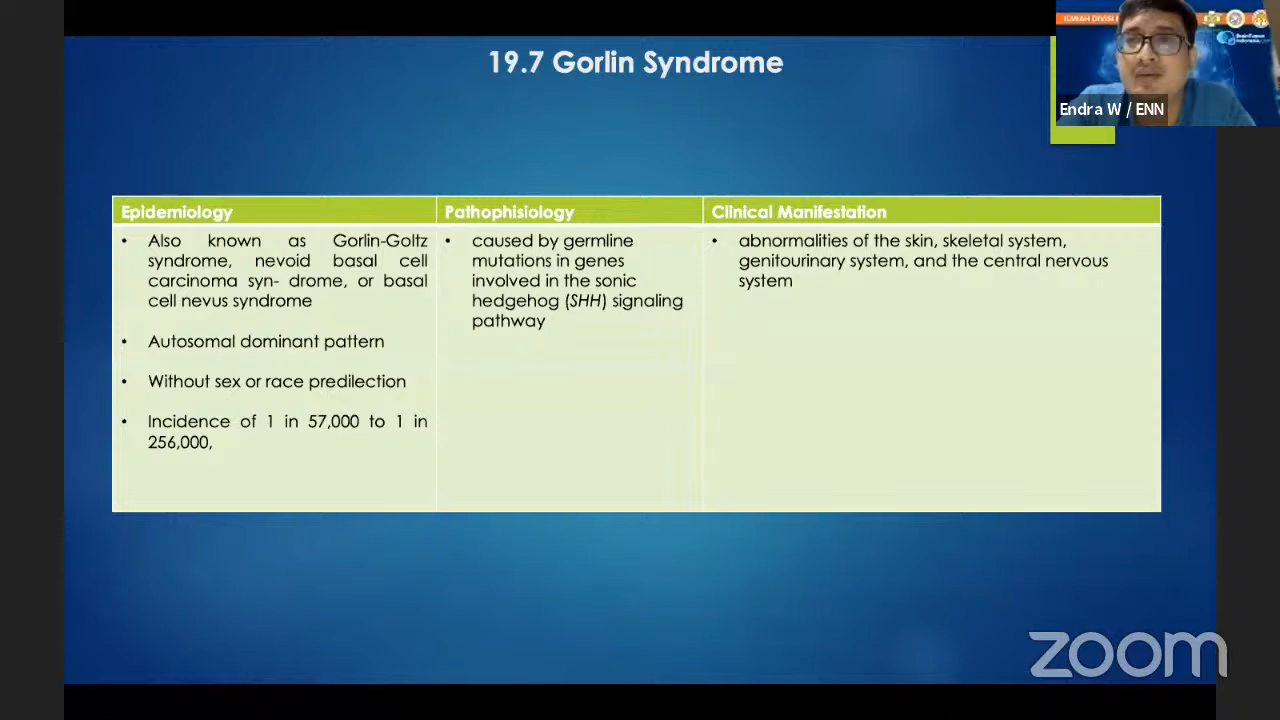 ILMIAH DIVISI
19.7 Gorlin Syndrome
Endra W / ENN
Epidemiology
• Also known as Gorlin-Goltz
syndrome, nevoid basal cell
carcinoma syn- drome, or basal
cell nevus syndrome
• Autosomal dominant pattern
• Without sex or race predilection
• Incidence of 1 in 57,000 to 1 in
256,000,
Pathophisiology
• caused by germline
mutations in genes
involved in the sonic
hedgehog (SHH) signaling
pathway
Clinical Manifestation
• abnormalities of the skin, skeletal system,
genitourinary system, and the central nervous
system
zoom